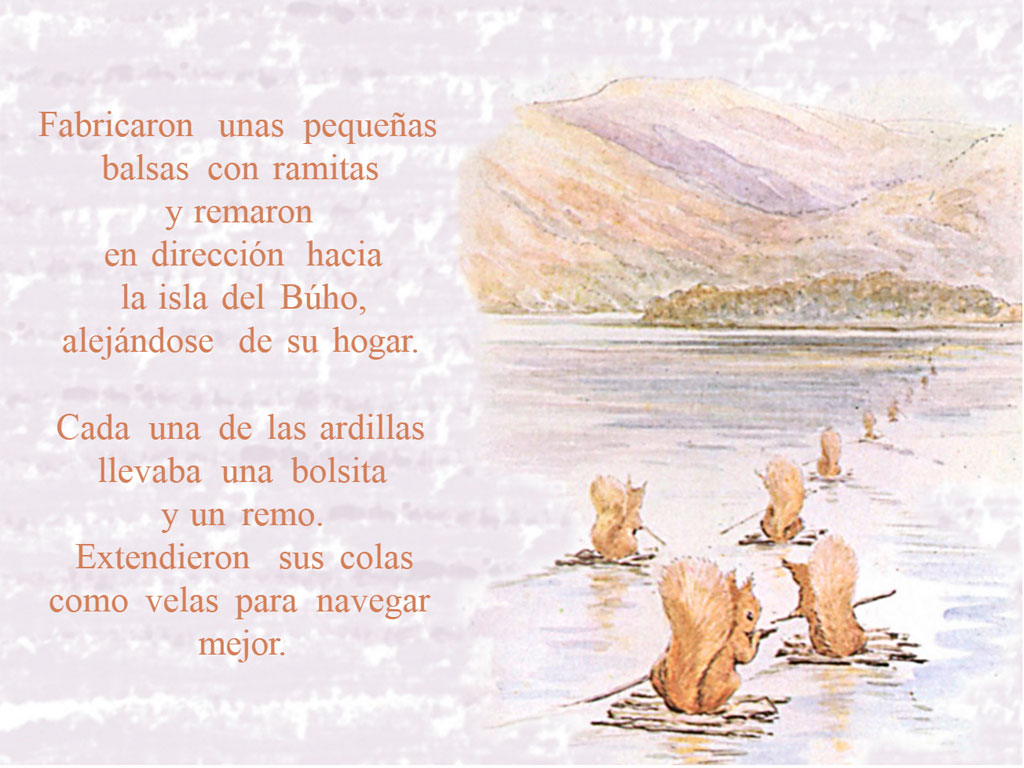 Fabricaron unas pequeñas
balsas con ramitas
y remaron
en dirección hacia
la isla del Búho,
alejándose de su hogar.
Cada una de las ardillas
llevaba una bolsita
y un remo.
Extendieron sus colas
como velas para navegar
mejor.